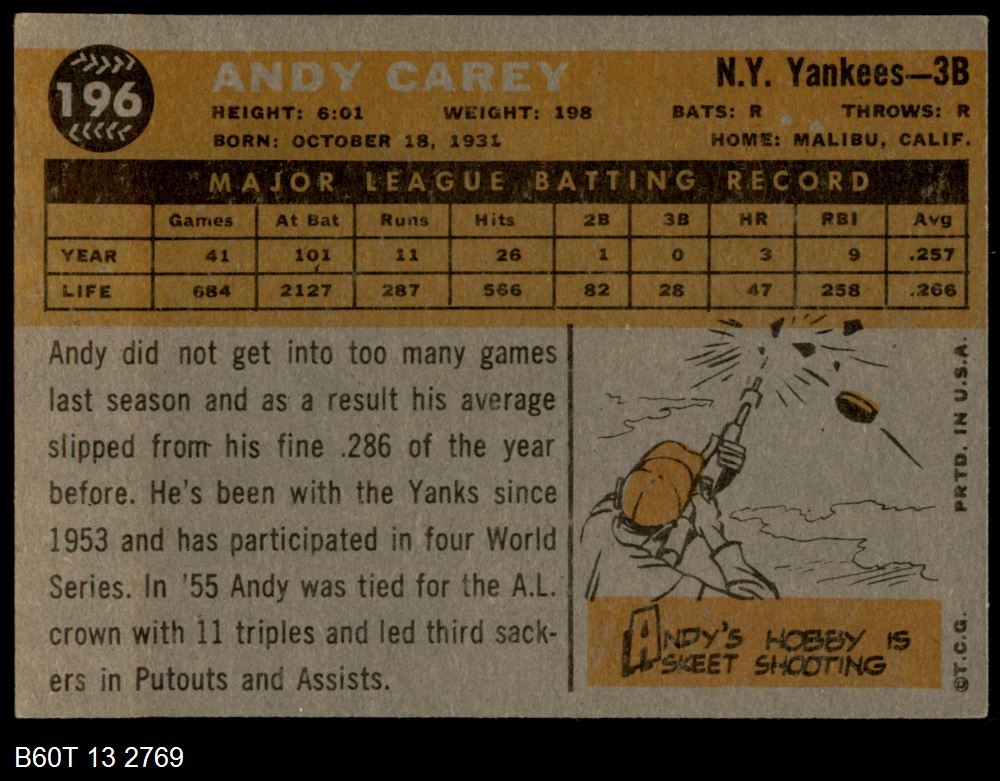 196
ANDY CAREY
N.Y. Yankees—3B
HEIGHT: 6:01 WEIGHT: 198 BATS: R THROWS: R
BORN: OCTOBER 18, 1931 HOME: MALIBU, CALIF.
MAJOR LEAGUE BATTING RECORD
Games At Bat Runs Hits 2B 3B HR RBI Avg
YEAR 41 101 11 26 1 0 3 9 .257
LIFE 684 2127 287 566 82 28 47 258 .266
Andy did not get into too many games
last season and as a result his average
slipped from his fine .286 of the year
before. He's been with the Yanks since
1953 and has participated in four World
Series. In '55 Andy was tied for the A.L.
crown with 11 triples and led third sack-
ers in Putouts and Assists.
ANDY'S HOBBY IS
SKEET SHOOTING
PRTD. IN U.S.A.
©T.C.G.
B60T 13 2769